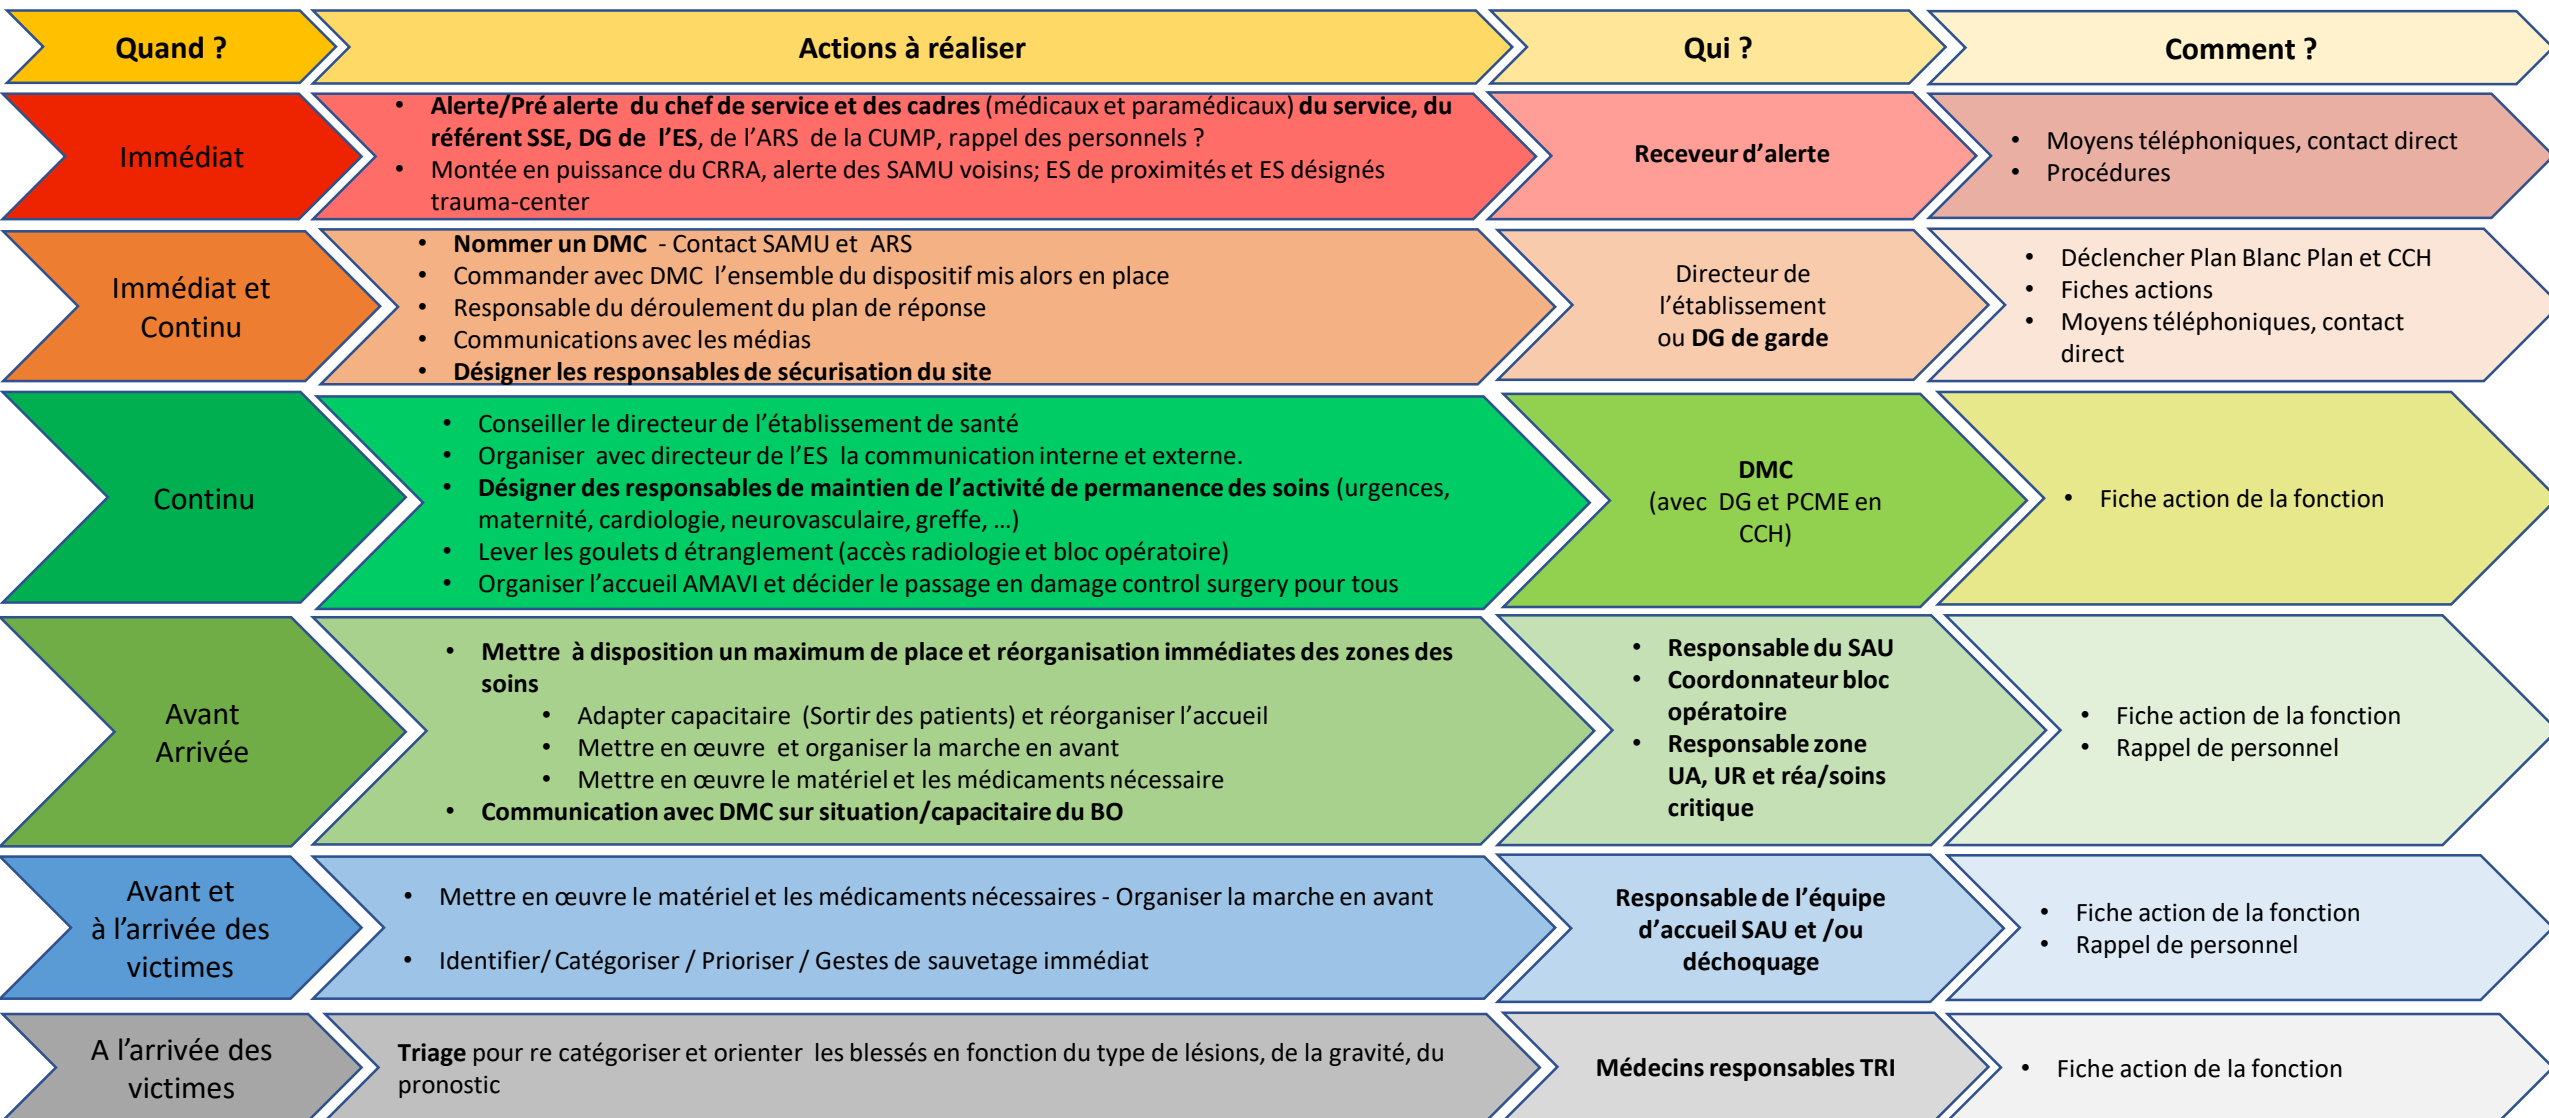 Quand ?
Actions à réaliser
Qui ?
Comment ?
Immédiat
• Alerte/Pré alerte du chef de service et des cadres (médicaux et paramédicaux) du service, du
référent SSE, DG de l’ES, de l’ARS de la CUMP, rappel des personnels ?
• Montée en puissance du CRRA, alerte des SAMU voisins; ES de proximités et ES désignés
trauma-center
Receveur d’alerte
• Moyens téléphoniques, contact direct
• Procédures
Immédiat et
Continu
• Nommer un DMC - Contact SAMU et ARS
• Commander avec DMC l’ensemble du dispositif mis alors en place
• Responsable du déroulement du plan de réponse
• Communications avec les médias
• Désigner les responsables de sécurisation du site
Directeur de
l’établissement
ou DG de garde
• Déclencher Plan Blanc Plan et CCH
• Fiches actions
• Moyens téléphoniques, contact
direct
Continu
• Conseiller le directeur de l’établissement de santé
• Organiser avec directeur de l’ES la communication interne et externe.
• Désigner des responsables de maintien de l’activité de permanence des soins (urgences,
maternité, cardiologie, neurovasculaire, greffe, …)
• Lever les goulets d étranglement (accès radiologie et bloc opératoire)
• Organiser l’accueil AMAVI et décider le passage en damage control surgery pour tous
DMC
(avec DG et PCME en
CCH)
• Fiche action de la fonction
Avant
Arrivée
• Mettre à disposition un maximum de place et réorganisation immédiates des zones des
soins
• Adapter capacitaire (Sortir des patients) et réorganiser l’accueil
• Mettre en œuvre et organiser la marche en avant
• Mettre en œuvre le matériel et les médicaments nécessaire
• Communication avec DMC sur situation/capacitaire du BO
• Responsable du SAU
• Coordonnateur bloc
opératoire
• Responsable zone
UA, UR et réa/soins
critique
• Fiche action de la fonction
• Rappel de personnel
Avant et
à l’arrivée des
victimes
• Mettre en œuvre le matériel et les médicaments nécessaires - Organiser la marche en avant
• Identifier/ Catégoriser / Prioriser / Gestes de sauvetage immédiat
Responsable de l’équipe
d’accueil SAU et /ou
déchoquage
• Fiche action de la fonction
• Rappel de personnel
A l’arrivée des
victimes
Triage pour re catégoriser et orienter les blessés en fonction du type de lésions, de la gravité, du
pronostic
Médecins responsables TRI
• Fiche action de la fonction